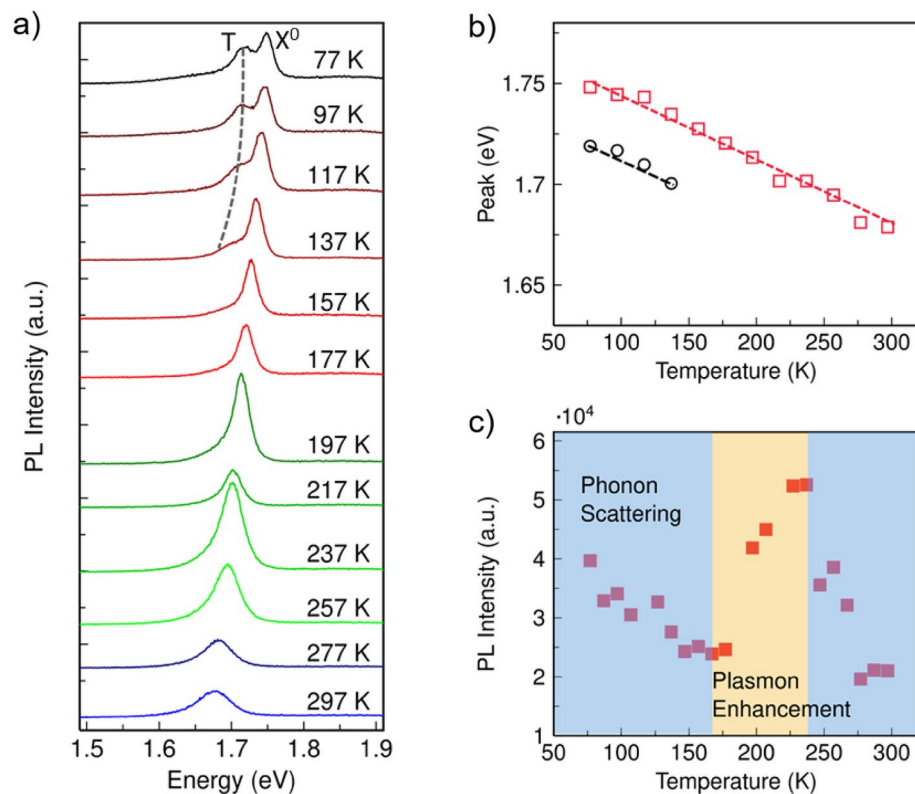 a)
T
X⁰
77 K
97 K
117 K
137 K
157 K
177 K
197 K
217 K
237 K
257 K
277 K
297 K
PL Intensity (a.u.)
1.5
1.6
1.7
1.8
1.9
Energy (eV)
b)
1.75
1.7
1.65
Peak (eV)
50
100
150
200
250
300
Temperature (K)
c)
·10⁴
6
5
4
3
2
1
PL Intensity (a.u.)
Phonon
Scattering
Plasmon
Enhancement
50
100
150
200
250
300
Temperature (K)